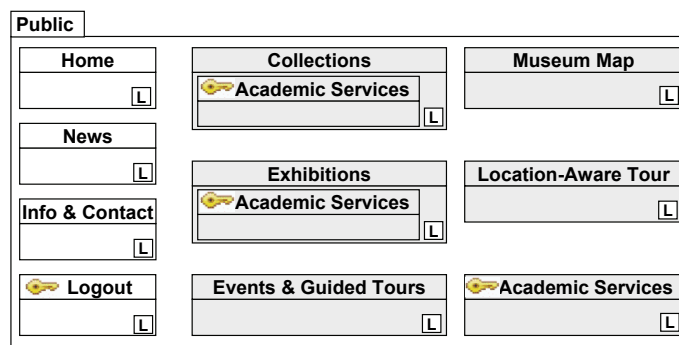 Public
Home
L
News
L
Info & Contact
L
Logout
L
Collections
Academic Services
L
Exhibitions
Academic Services
L
Events & Guided Tours
L
Museum Map
L
Location-Aware Tour
L
Academic Services
L